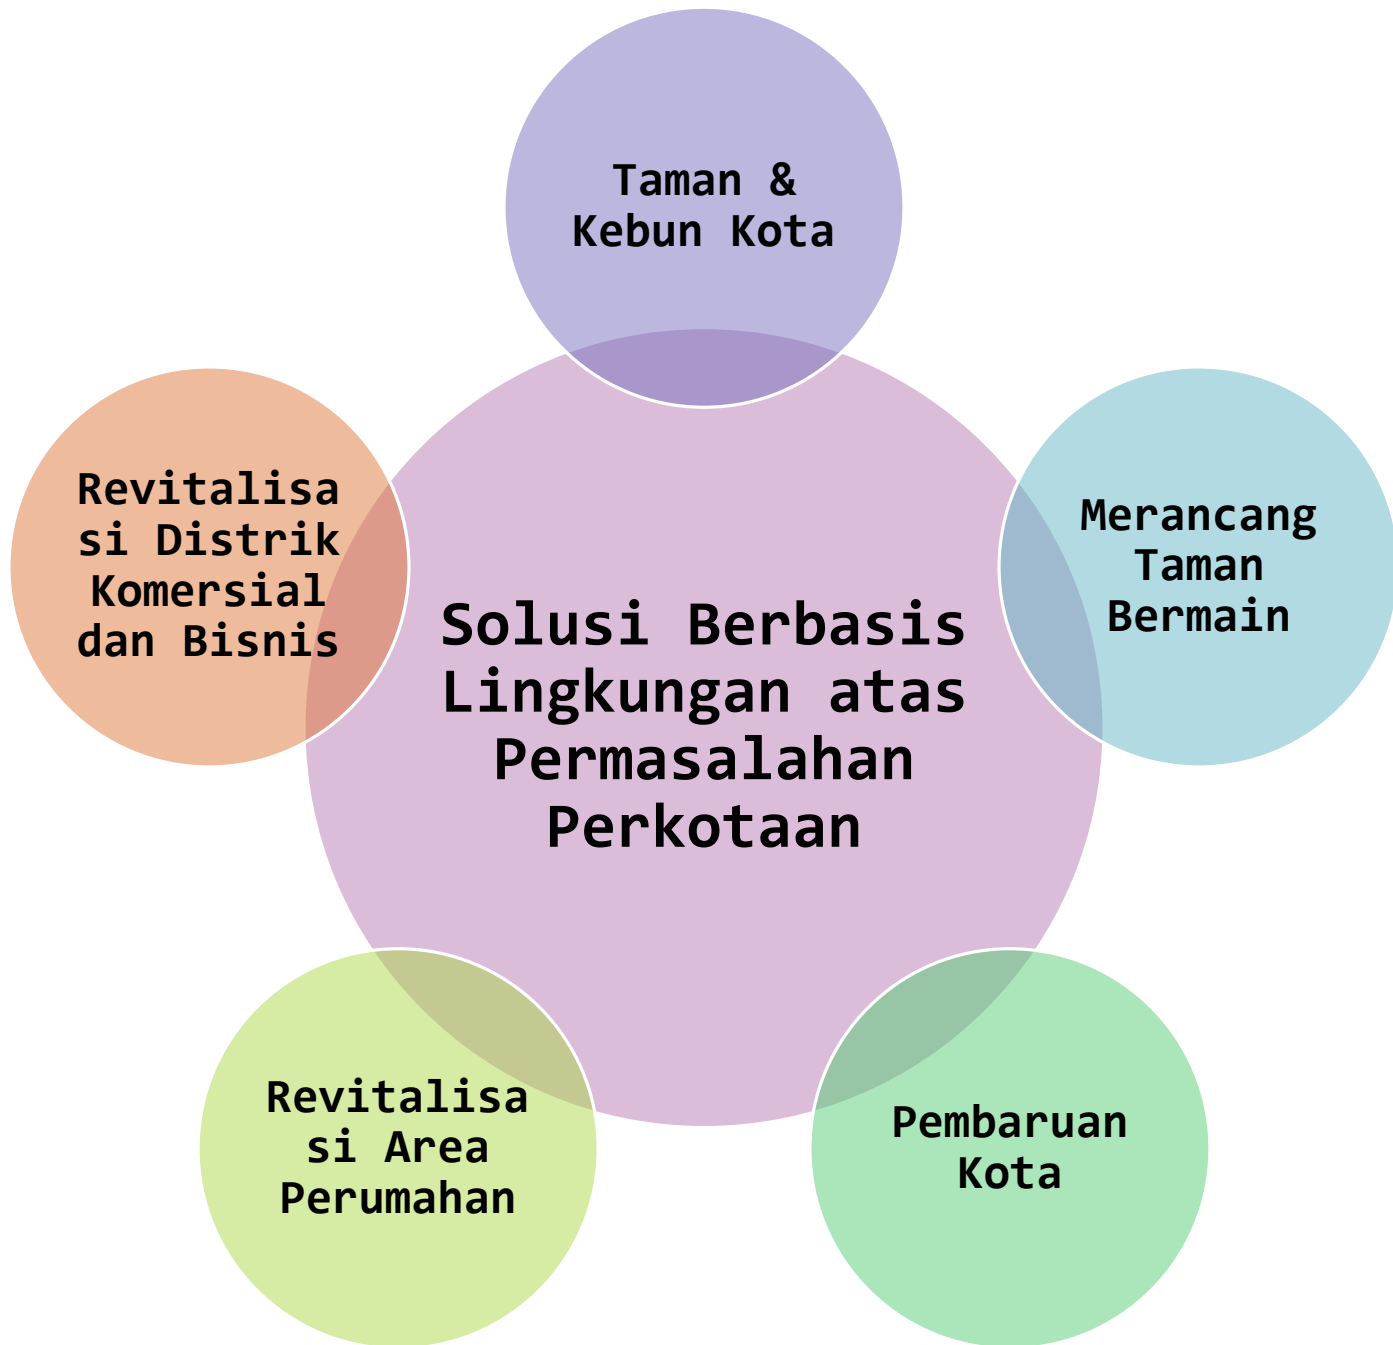 Taman &
Kebun Kota
Revitalisa
si Distrik
Komersial
dan Bisnis
Merancang
Taman
Bermain
Solusi Berbasis
Lingkungan atas
Permasalahan
Perkotaan
Revitalisa
si Area
Perumahan
Pembaruan
Kota